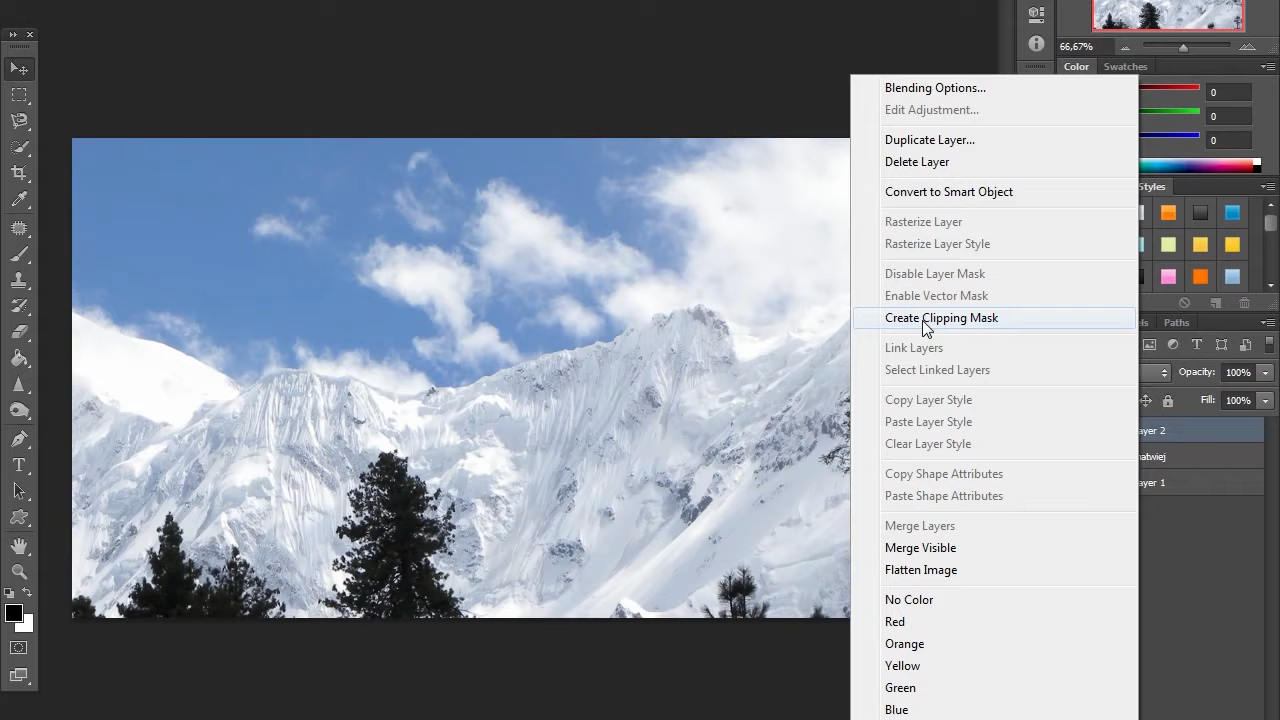 66,67%
Color
Swatches
0
0
0
Styles
Blending Options...
Edit Adjustment...
Duplicate Layer...
Delete Layer
Convert to Smart Object
Rasterize Layer
Rasterize Layer Style
Disable Layer Mask
Enable Vector Mask
Create Clipping Mask
Link Layers
Select Linked Layers
Copy Layer Style
Paste Layer Style
Clear Layer Style
Copy Shape Attributes
Paste Shape Attributes
Merge Layers
Merge Visible
Flatten Image
No Color
Red
Orange
Yellow
Green
Blue
els
Paths
Opacity: 100%
Fill: 100%
ayer 2
natwiej
ayer 1